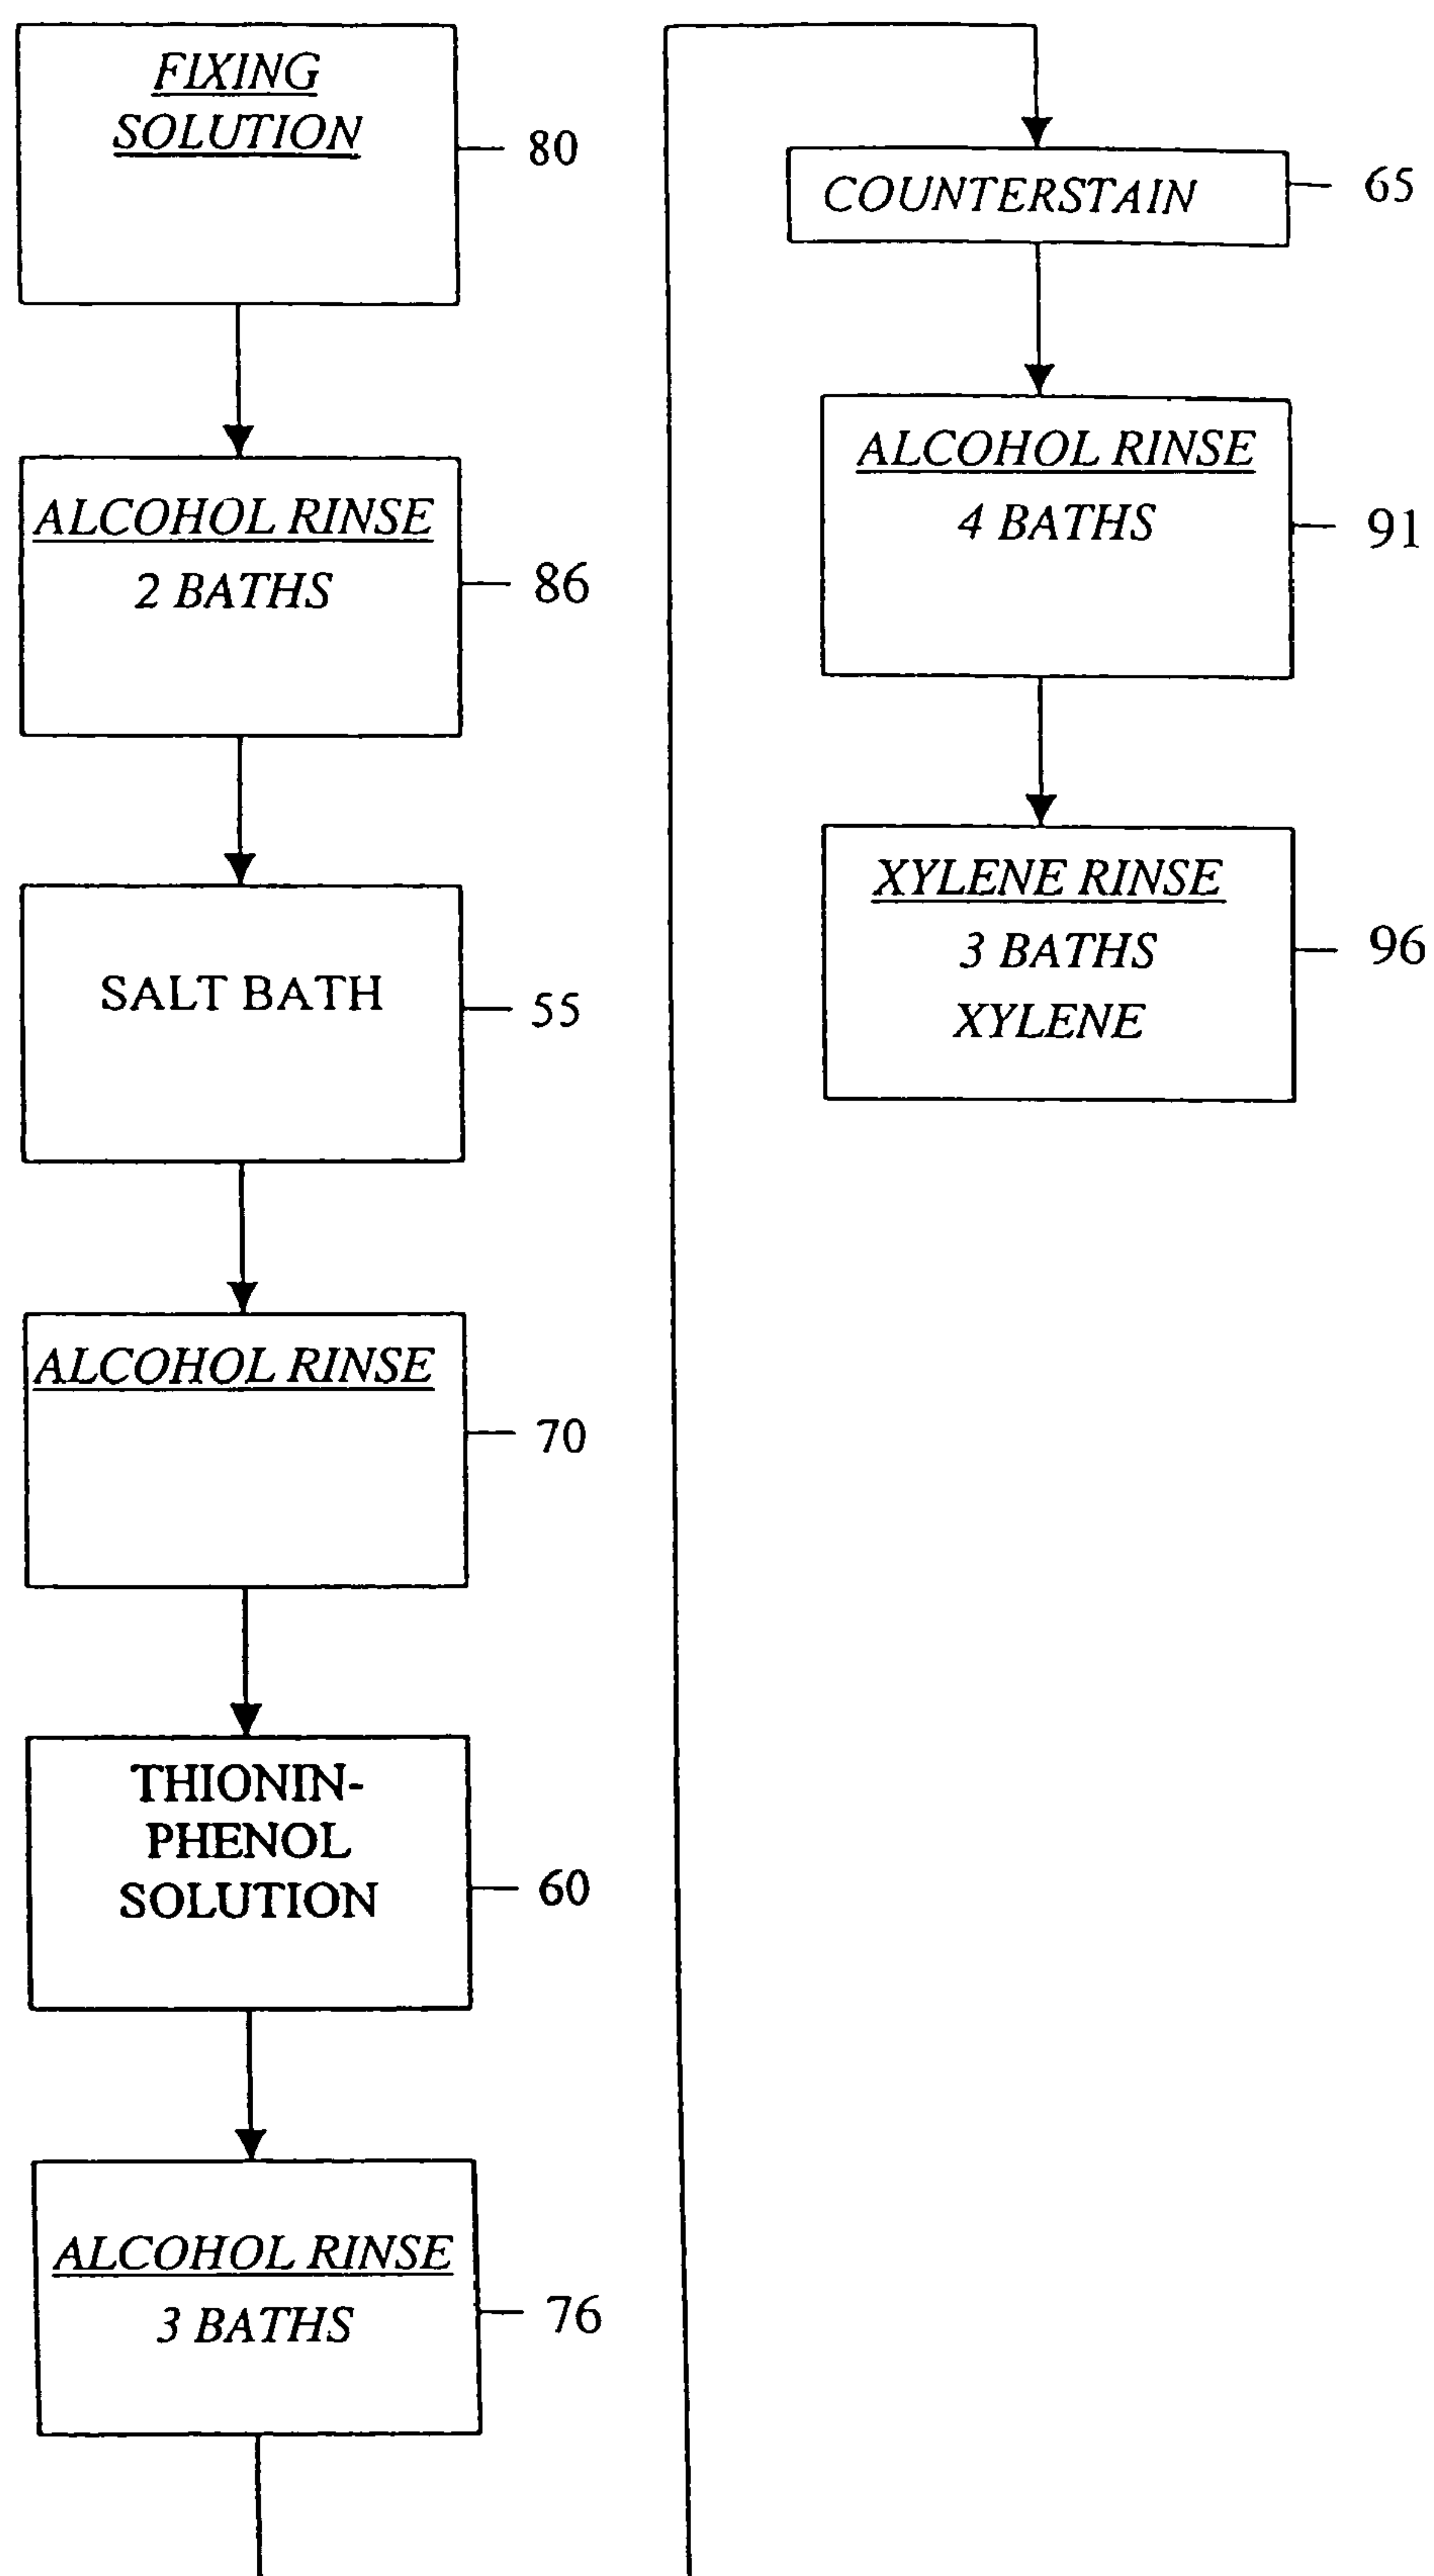 FIXING
SOLUTION
80
ALCOHOL RINSE
2 BATHS
86
SALT BATH
55
ALCOHOL RINSE
70
THIONIN-
PHENOL
SOLUTION
60
ALCOHOL RINSE
3 BATHS
76
COUNTERSTAIN
65
ALCOHOL RINSE
4 BATHS
91
XYLENE RINSE
3 BATHS
XYLENE
96